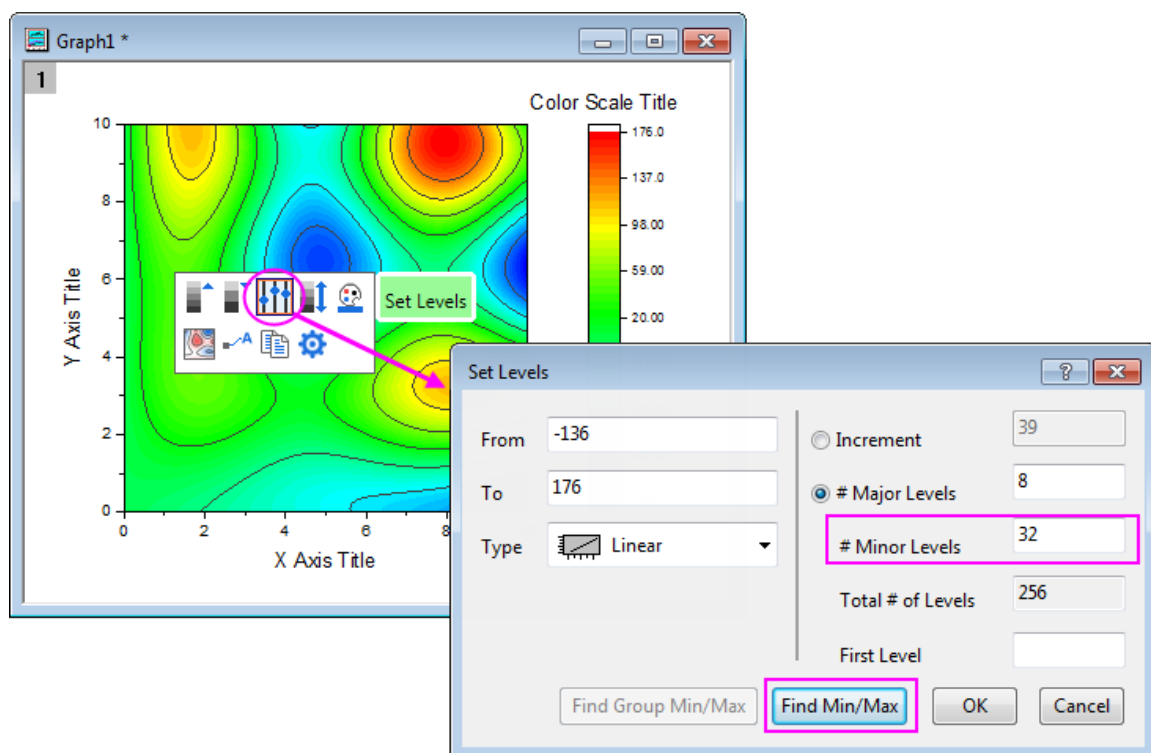 Graph1 *
1
Color Scale Title
10
8
6
4
2
0
0
2
4
6
8
Y Axis Title
X Axis Title
176.0
137.0
98.00
59.00
20.00
A
Set Levels
Set Levels
?
From
-136
To
176
Type
Linear
Increment
39
# Major Levels
8
# Minor Levels
32
Total # of Levels
256
First Level
Find Group Min/Max
Find Min/Max
OK
Cancel